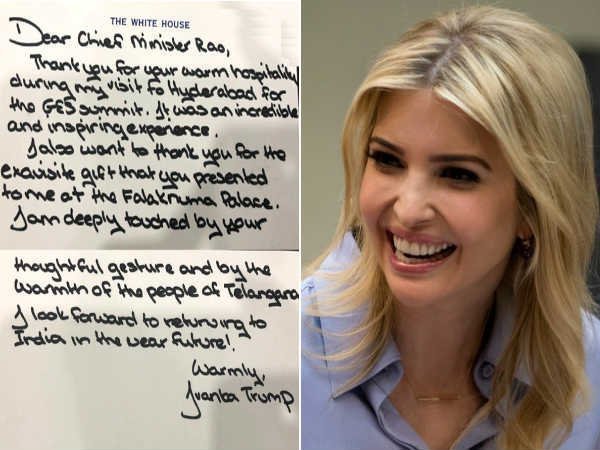 THE WHITE HOUSE
Dear Chief Minister Rao,
Thank you for your warm hospitality
during my visit to Hyderabad for
the GES summit. It was an incredible
and inspiring experience.
I also want to thank you for the
exquisite gift that you presented
to me at the Falaknuma Palace.
I am deeply touched by your
thoughtful gesture and by the
warmth of the people of Telangana
I look forward to returning to
India in the near future!
Warmly,
Ivanka Trump